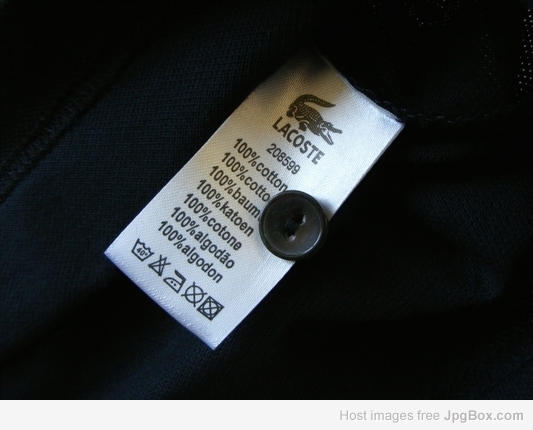 LACOSTE
208599
100%cotton
100%cotto
100%baum
100%katoen
100%cotone
100%algodão
100%algodon
40°
Host images free JpgBox.com